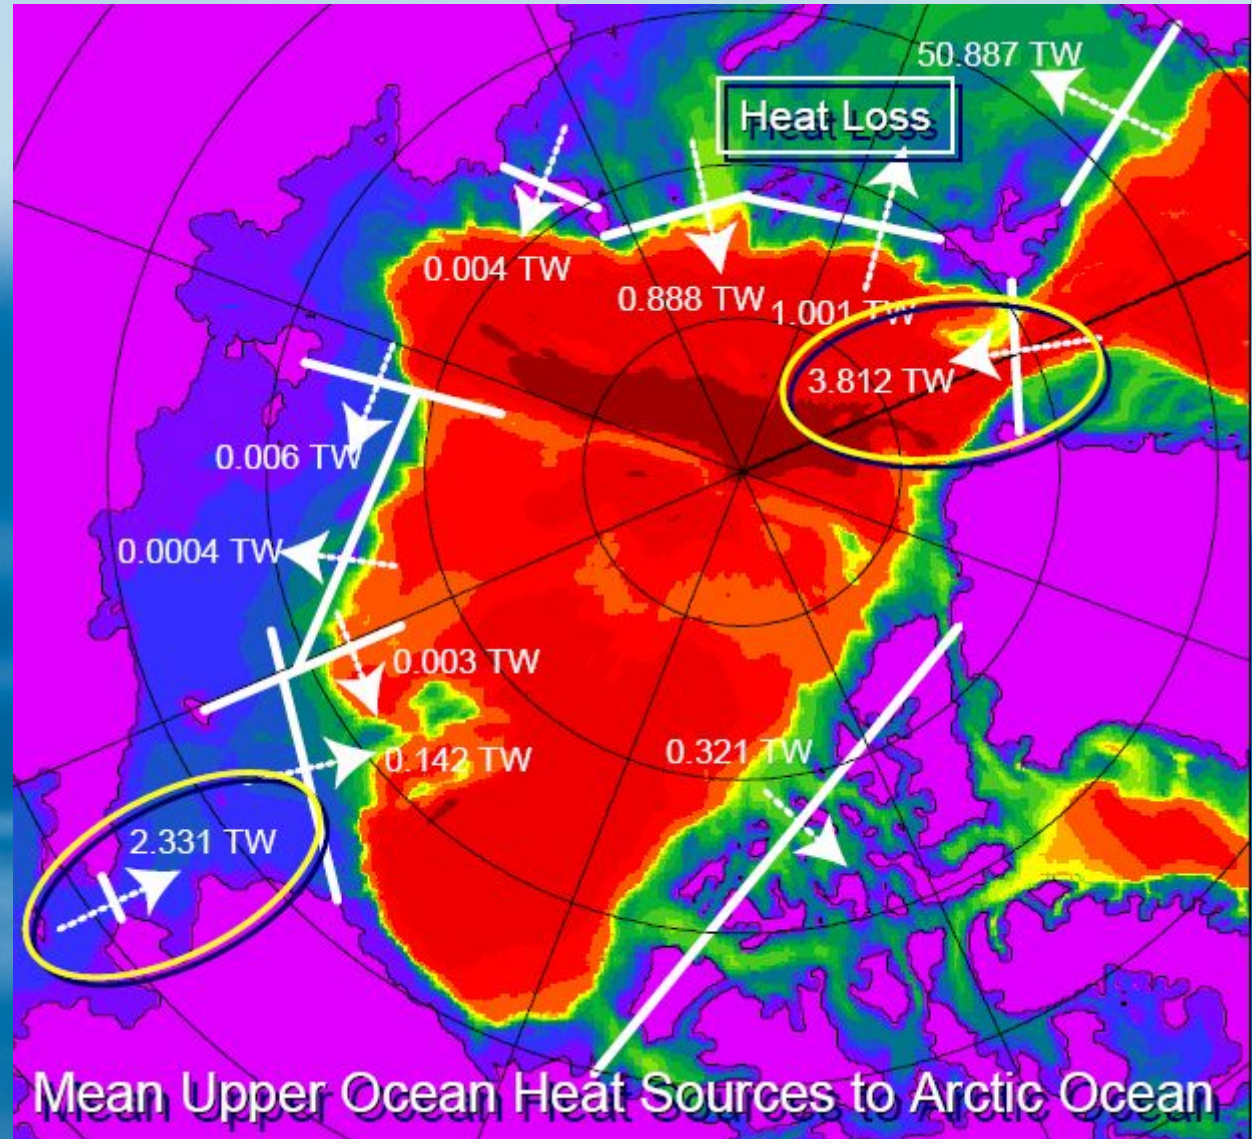 50.887 TW
Heat Loss
0.004 TW
0.888 TW
1.001 TW
3.812 TW
0.006 TW
0.0004 TW
0.003 TW
0.142 TW
0.321 TW
2.331 TW
Mean Upper Ocean Heat Sources to Arctic Ocean